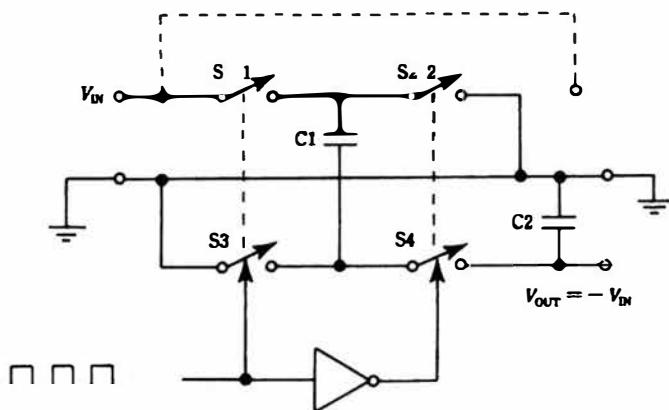 S 1
S2 2
V_IN
C1
S3
S4
C2
V_OUT = − V_IN